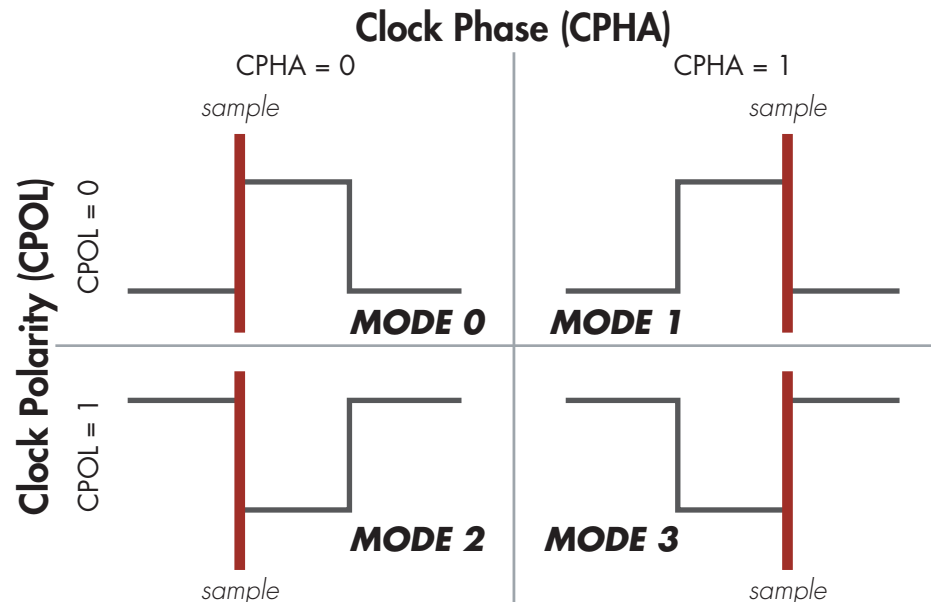 Clock Phase (CPHA)
CPHA = 0
CPHA = 1
sample
sample
Clock Polarity (CPOL)
CPOL = 0
MODE 0
MODE 1
CPOL = 1
MODE 2
MODE 3
sample
sample